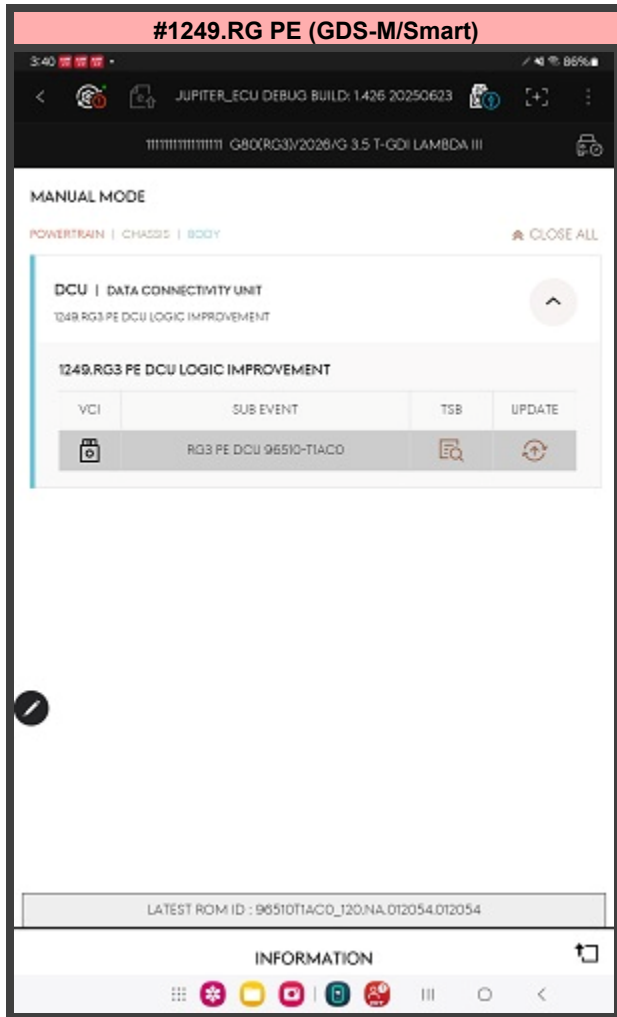 #1249.RG PE (GDS-M/Smart)
3:40 86%
JUPITER_ECU DEBUG BUILD: 1.426 20250623
11111111111111111 G80(RG3)/2026/G 3.5 T-GDI LAMBDA III
MANUAL MODE
POWERTRAIN | CHASSIS | BODY CLOSE ALL
DCU | DATA CONNECTIVITY UNIT
1249.RG3 PE DCU LOGIC IMPROVEMENT
1249.RG3 PE DCU LOGIC IMPROVEMENT
VCI SUB EVENT TSB UPDATE
RG3 PE DCU 96510-T1AC0
LATEST ROM ID : 96510T1AC0_120.NA.012054.012054
INFORMATION